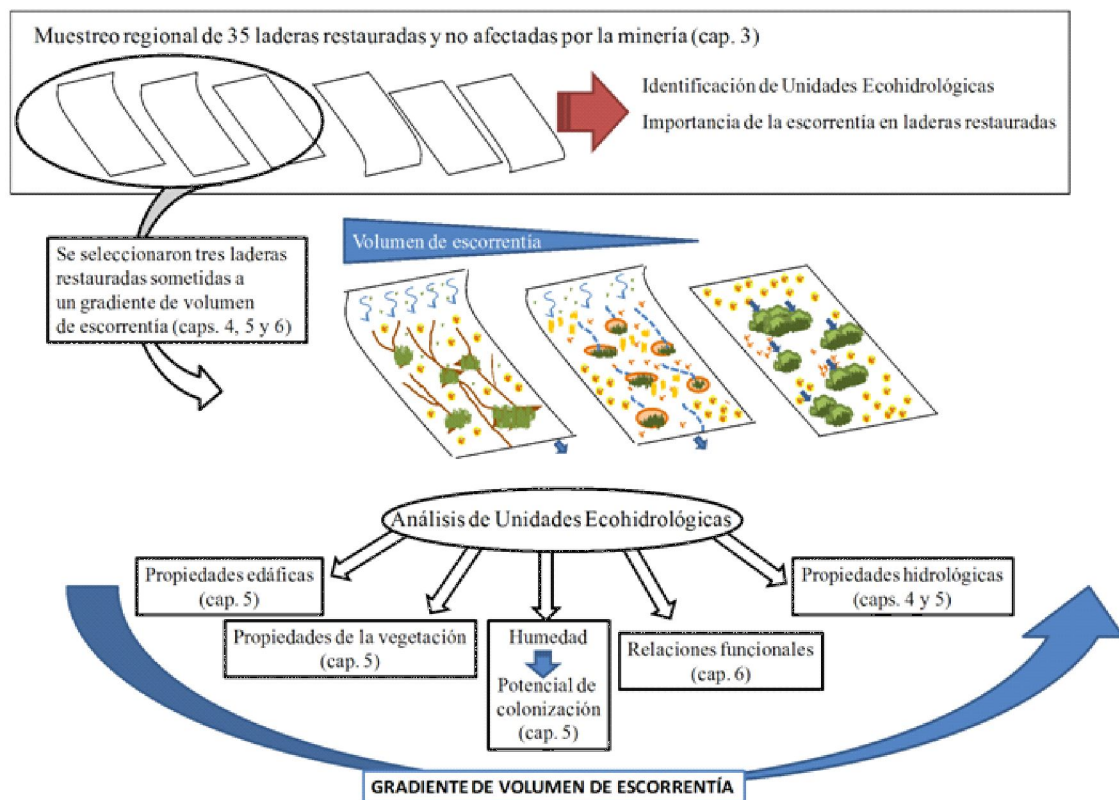 Muestreo regional de 35 laderas restauradas y no afectadas por la minería (cap. 3)
Identificación de Unidades Ecohidrológicas
Importancia de la escorrentía en laderas restauradas
Se seleccionaron tres laderas
restauradas sometidas a
un gradiente de volumen
de escorrentía (caps. 4, 5 y 6)
Volumen de escorrentía
Análisis de Unidades Ecohidrológicas
Propiedades edáficas
(cap. 5)
Propiedades de la vegetación
(cap. 5)
Humedad
Potencial de
colonización
(cap. 5)
Relaciones funcionales
(cap. 6)
Propiedades hidrológicas
(caps. 4 y 5)
GRADIENTE DE VOLUMEN DE ESCORRENTÍA